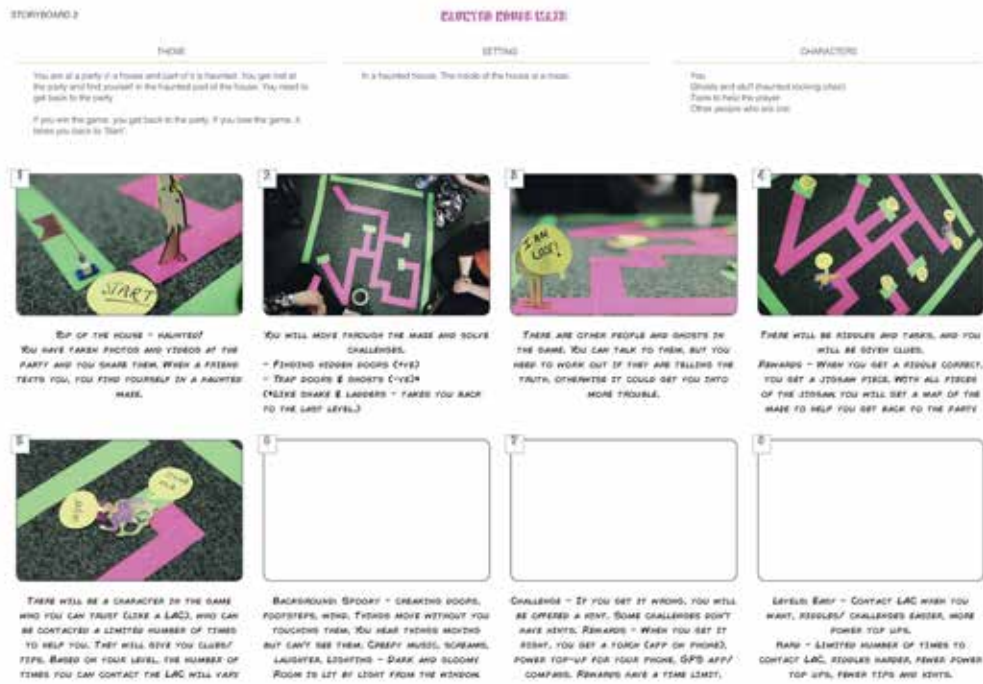 STORYBOARD 2
HAUNTED HOUSE MAZE
THEME
SETTING
CHARACTERS
You are at a party in a house and part of it is haunted. You get lost at
the party and find yourself in the haunted part of the house. You need to
get back to the party.
If you win the game, you get back to the party. If you lose the game, it
takes you back to 'Start'.
In a haunted house. The inside of the house is a maze.
You
Ghosts and stuff (haunted rocking chair)
Tools to help the player
Other people who are lost
1
START
TOP OF THE HOUSE - HAUNTED!
YOU HAVE TAKEN PHOTOS AND VIDEOS AT THE
PARTY AND YOU SHARE THEM. WHEN A FRIEND
TEXTS YOU, YOU FIND YOURSELF IN A HAUNTED
MAZE.
2
YOU WILL MOVE THROUGH THE MAZE AND SOLVE
CHALLENGES.
- FINDING HIDDEN DOORS (+VE)
- TRAP DOORS & GHOSTS (-VE)*
(*LIKE SNAKE & LADDERS - TAKES YOU BACK
TO THE LAST LEVEL.)
3
I AM
LOST!
THERE ARE OTHER PEOPLE AND GHOSTS IN
THE GAME. YOU CAN TALK TO THEM, BUT YOU
NEED TO WORK OUT IF THEY ARE TELLING THE
TRUTH, OTHERWISE IT COULD GET YOU INTO
MORE TROUBLE.
4
THERE WILL BE RIDDLES AND TASKS, AND YOU
WILL BE GIVEN CLUES.
REWARDS - WHEN YOU GET A RIDDLE CORRECT,
YOU GET A JIGSAW PIECE. WITH ALL PIECES
OF THE JIGSAW, YOU WILL GET A MAP OF THE
MAZE TO HELP YOU GET BACK TO THE PARTY
5
THERE WILL BE A CHARACTER IN THE GAME
WHO YOU CAN TRUST (LIKE A LAC), WHO CAN
BE CONTACTED A LIMITED NUMBER OF TIMES
TO HELP YOU. THEY WILL GIVE YOU CLUES/
TIPS. BASED ON YOUR LEVEL, THE NUMBER OF
TIMES YOU CAN CONTACT THE LAC WILL VARY
6
BACKGROUND: SPOOKY - CREAKING DOORS,
FOOTSTEPS, WIND. THINGS MOVE WITHOUT YOU
TOUCHING THEM. YOU HEAR THINGS MOVING
BUT CAN'T SEE THEM. CREEPY MUSIC, SCREAMS,
LAUGHTER. LIGHTING - DARK AND GLOOMY
ROOM IS LIT BY LIGHT FROM THE WINDOW.
7
CHALLENGE - IF YOU GET IT WRONG, YOU WILL
BE OFFERED A HINT. SOME CHALLENGES DON'T
HAVE HINTS. REWARDS - WHEN YOU GET IT
RIGHT, YOU GET A TORCH (APP ON PHONE),
POWER TOP-UP FOR YOUR PHONE, GPS APP/
COMPASS. REWARDS HAVE A TIME LIMIT.
8
LEVELS: EASY - CONTACT LAC WHEN YOU
WANT, RIDDLES/ CHALLENGES EASIER, MORE
POWER TOP UPS.
HARD - LIMITED NUMBER OF TIMES TO
CONTACT LAC, RIDDLES HARDER, FEWER POWER
TOP UPS, FEWER TIPS AND HINTS.